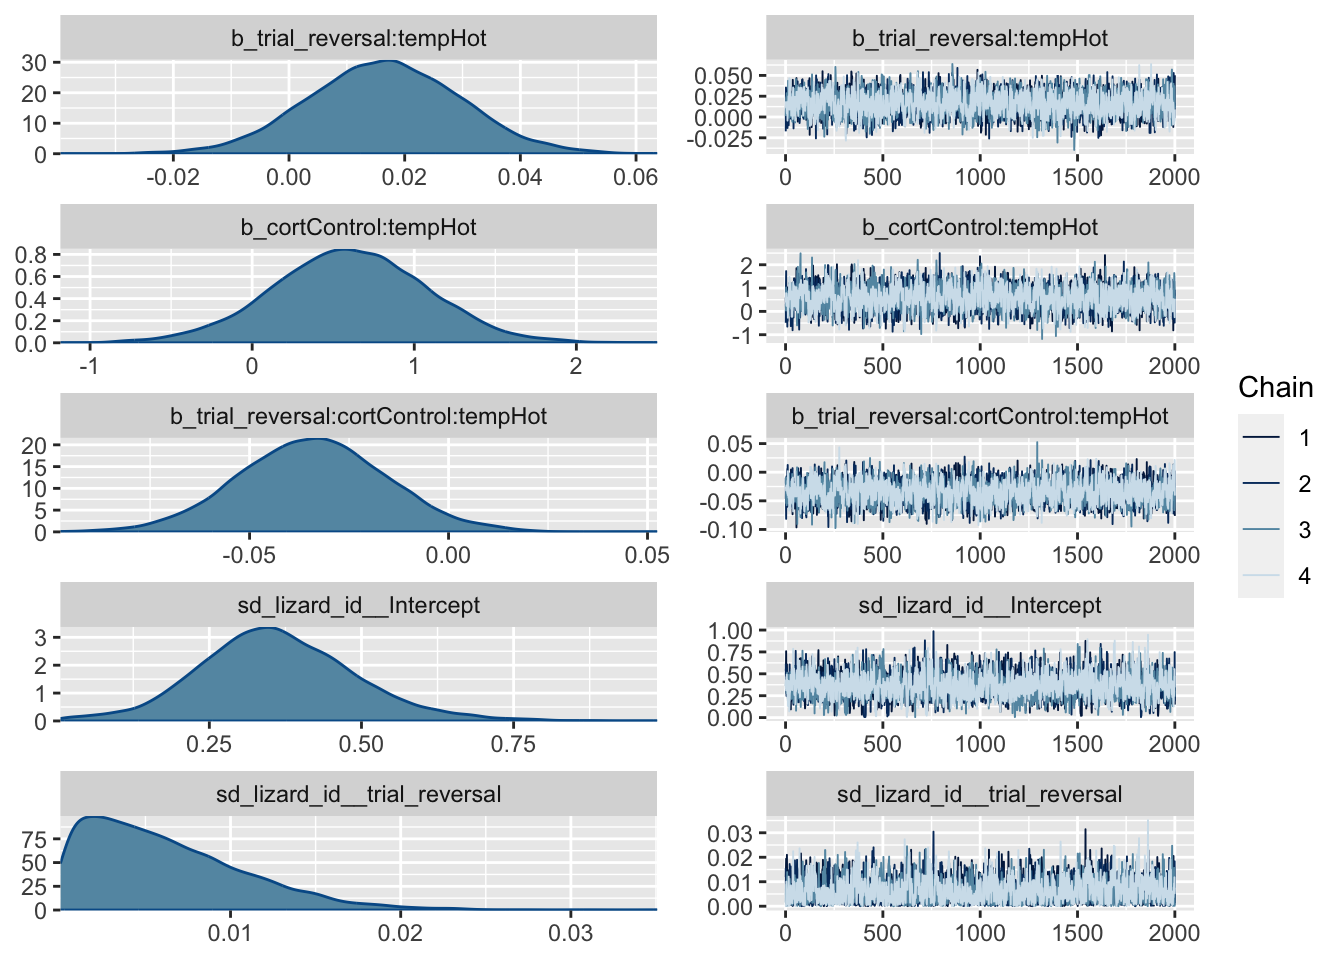 b_trial_reversal:tempHot
30
20
10
0
-0.02 0.00 0.02 0.04 0.06
b_trial_reversal:tempHot
0.050
0.025
0.000
-0.025
0 500 1000 1500 2000
b_cortControl:tempHot
0.8
0.6
0.4
0.2
0.0
-1 0 1 2
b_cortControl:tempHot
2
1
0
-1
0 500 1000 1500 2000
b_trial_reversal:cortControl:tempHot
20
15
10
5
0
-0.05 0.00 0.05
b_trial_reversal:cortControl:tempHot
0.05
0.00
-0.05
-0.10
0 500 1000 1500 2000
sd_lizard_id__Intercept
3
2
1
0
0.25 0.50 0.75
sd_lizard_id__Intercept
1.00
0.75
0.50
0.25
0.00
0 500 1000 1500 2000
sd_lizard_id__trial_reversal
75
50
25
0
0.01 0.02 0.03
sd_lizard_id__trial_reversal
0.03
0.02
0.01
0.00
0 500 1000 1500 2000
Chain
1
2
3
4